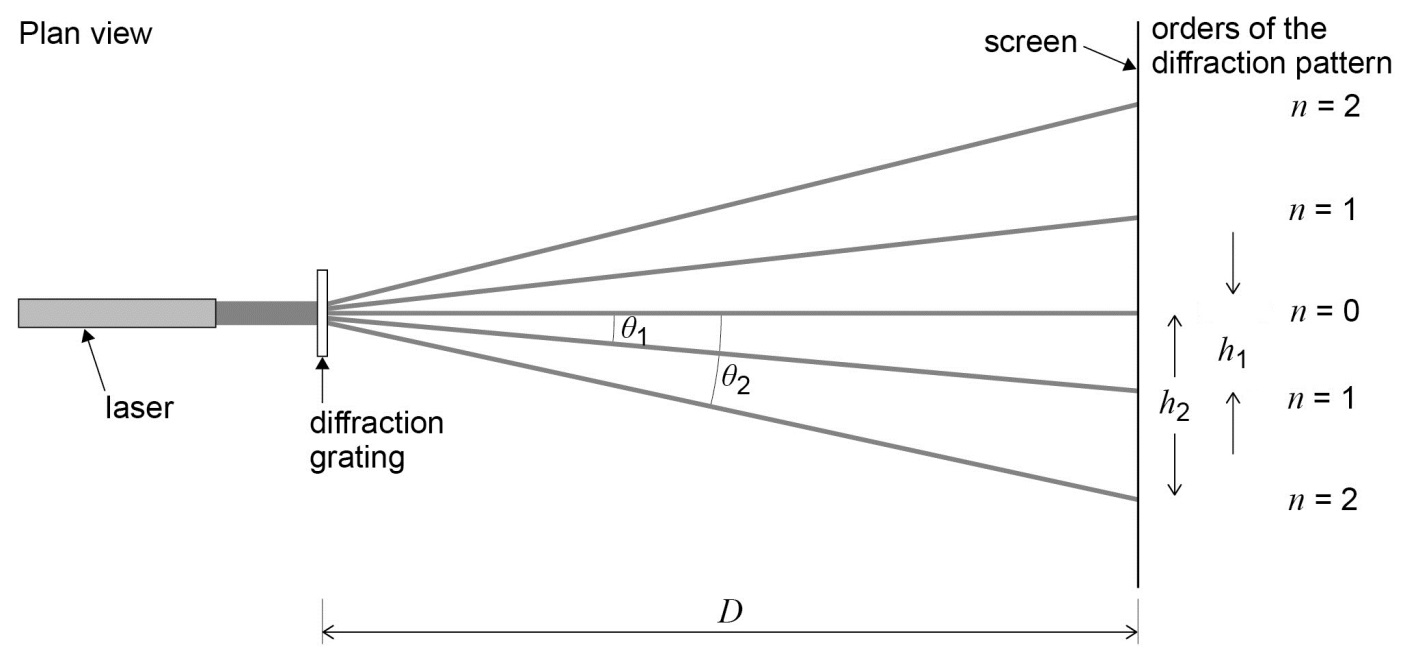 Plan view
screen
orders of the
diffraction pattern
n = 2
n = 1
n = 0
θ1
h1
θ2
h2
n = 1
laser
diffraction
grating
n = 2
D